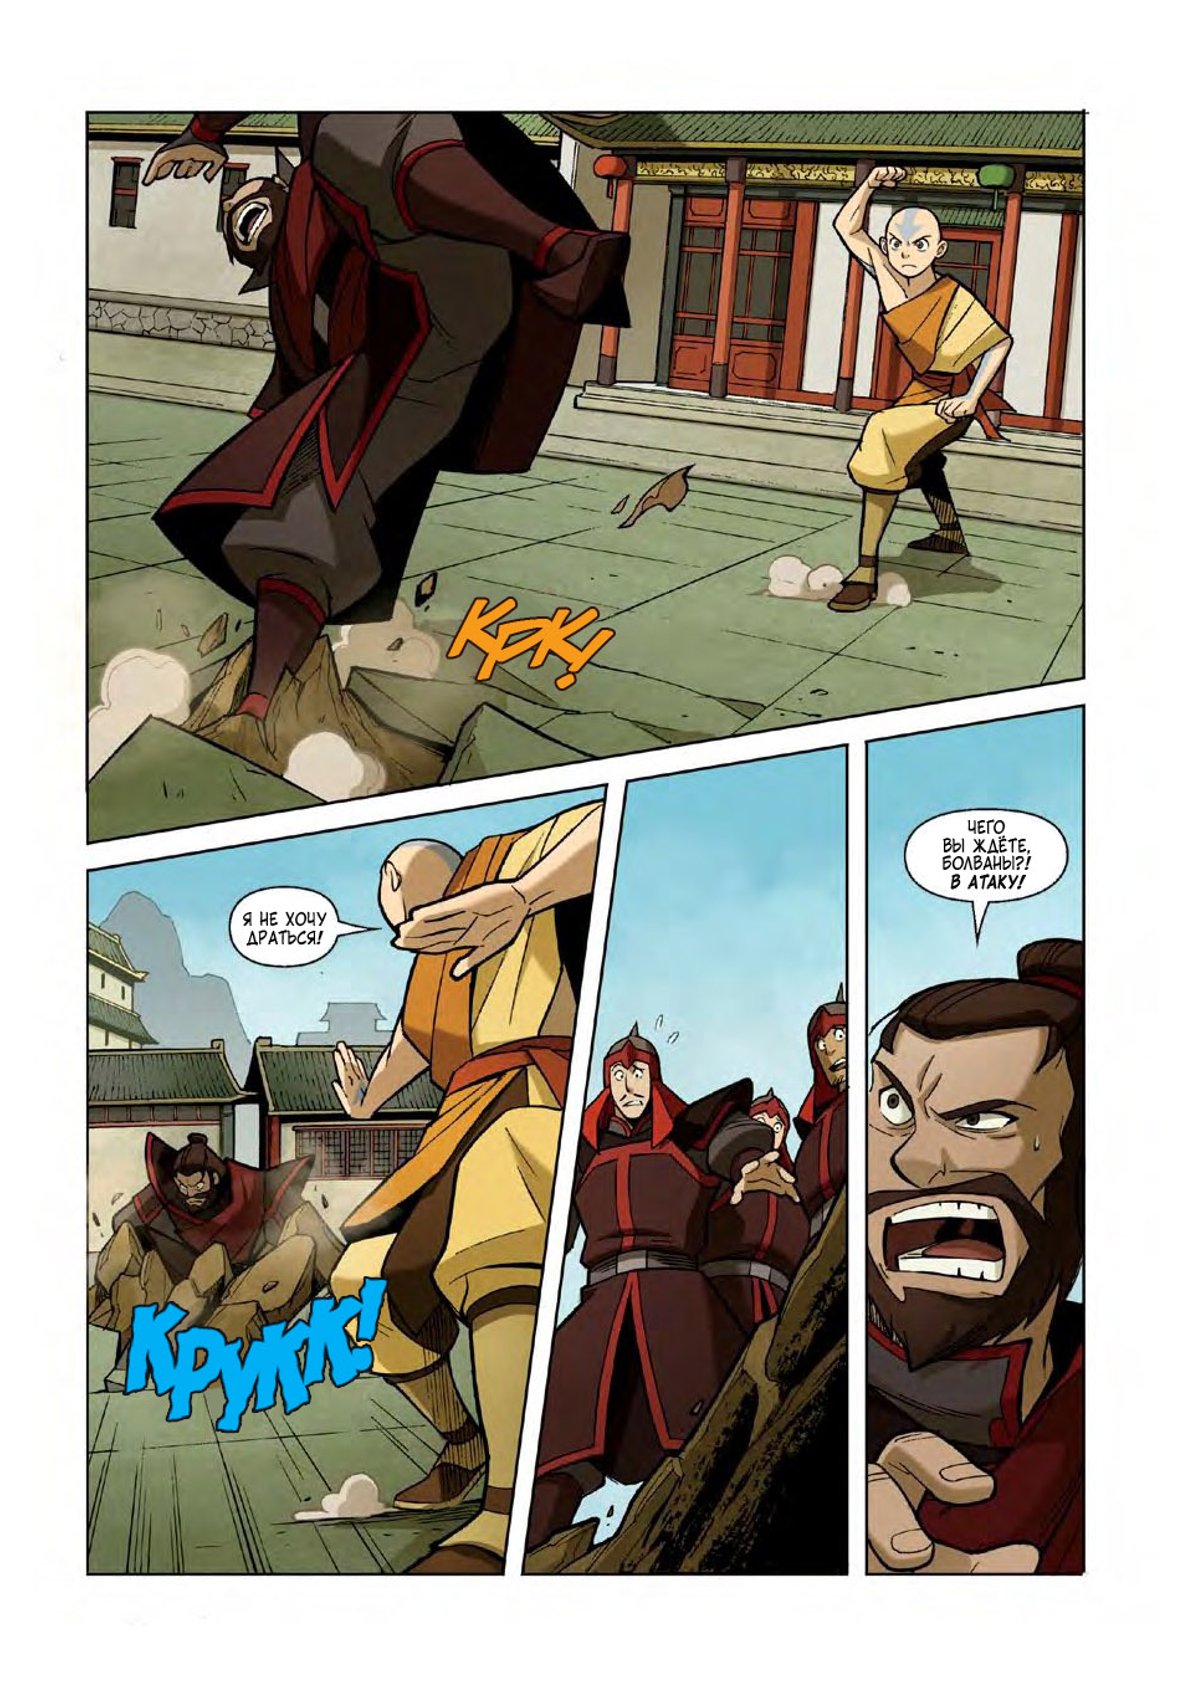 КРК!
Я НЕ ХОЧУ
ДРАТЬСЯ!
КРУКК!
ЧЕГО
ВЫ ЖДЁТЕ,
БОЛВАНЫ?!
В АТАКУ!